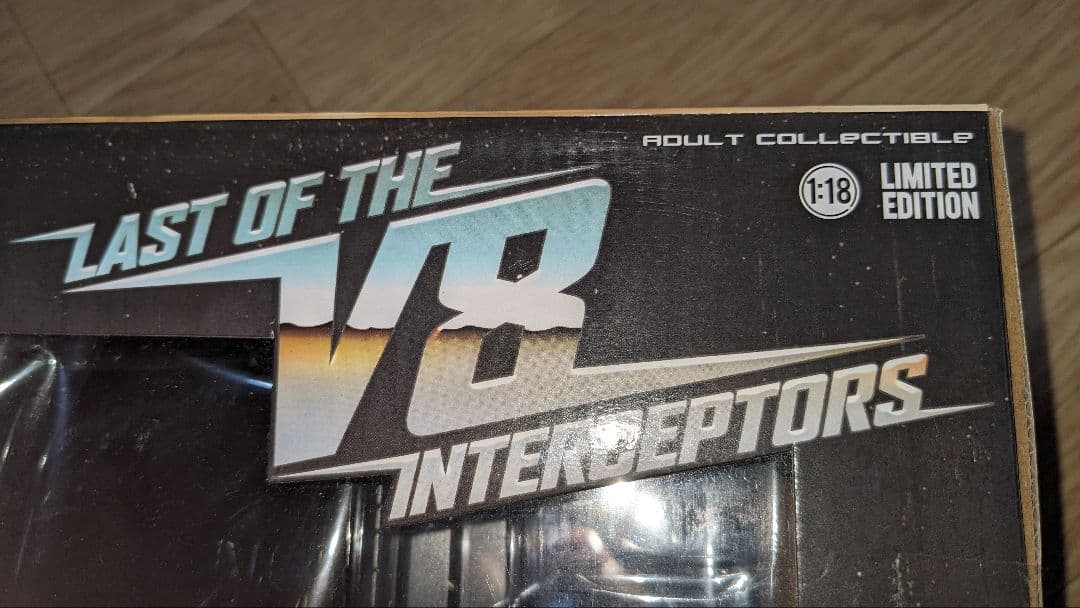 ADULT COLLECTIBLE
1:18
LIMITED
EDITION
LAST OF THE
V8
INTERCEPTORS